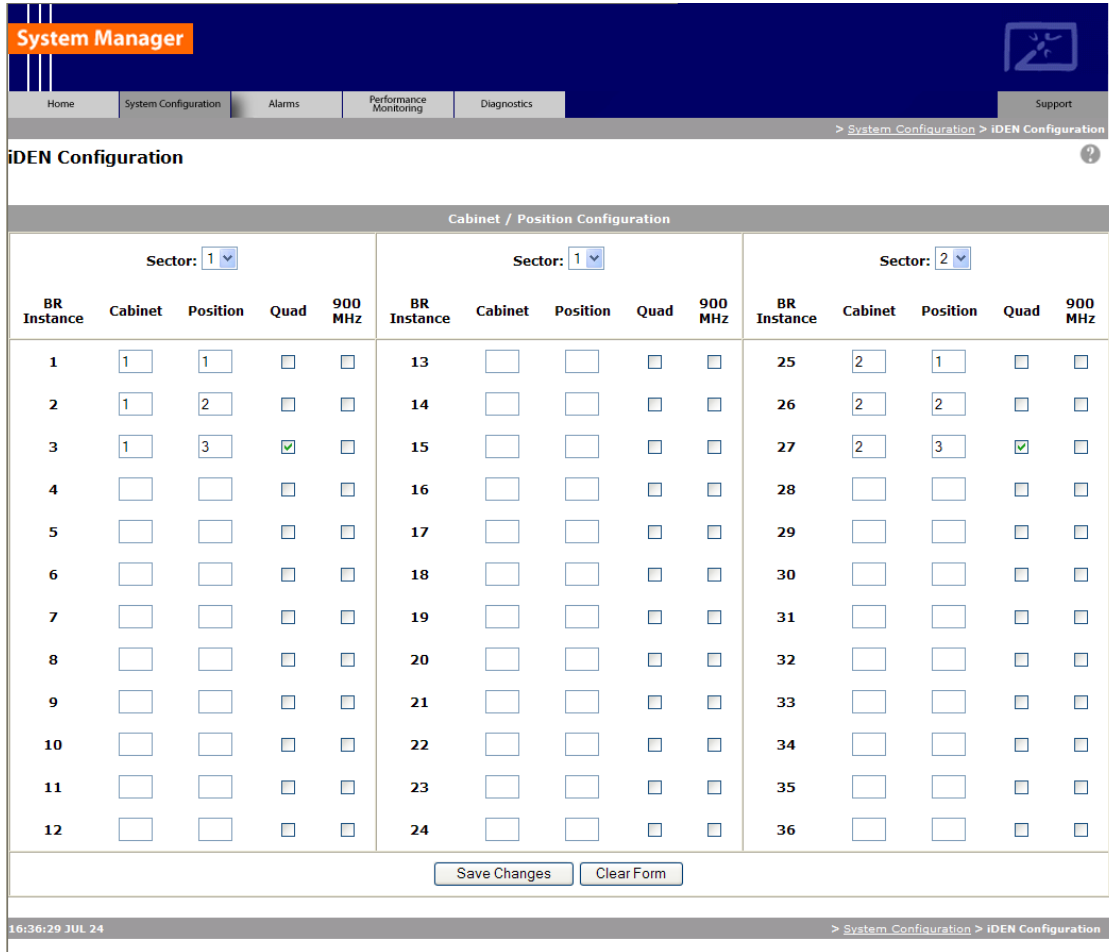 System Manager
Home System Configuration Alarms Performance Monitoring Diagnostics Support
> System Configuration > iDEN Configuration
iDEN Configuration ?
Cabinet / Position Configuration
Sector: 1 Sector: 1 Sector: 2
BR Instance Cabinet Position Quad 900 MHz BR Instance Cabinet Position Quad 900 MHz BR Instance Cabinet Position Quad 900 MHz
1 1 1 13 25 2 1
2 1 2 14 26 2 2
3 1 3 15 27 2 3
4 16 28
5 17 29
6 18 30
7 19 31
8 20 32
9 21 33
10 22 34
11 23 35
12 24 36
Save Changes Clear Form
16:36:29 JUL 24 > System Configuration > iDEN Configuration